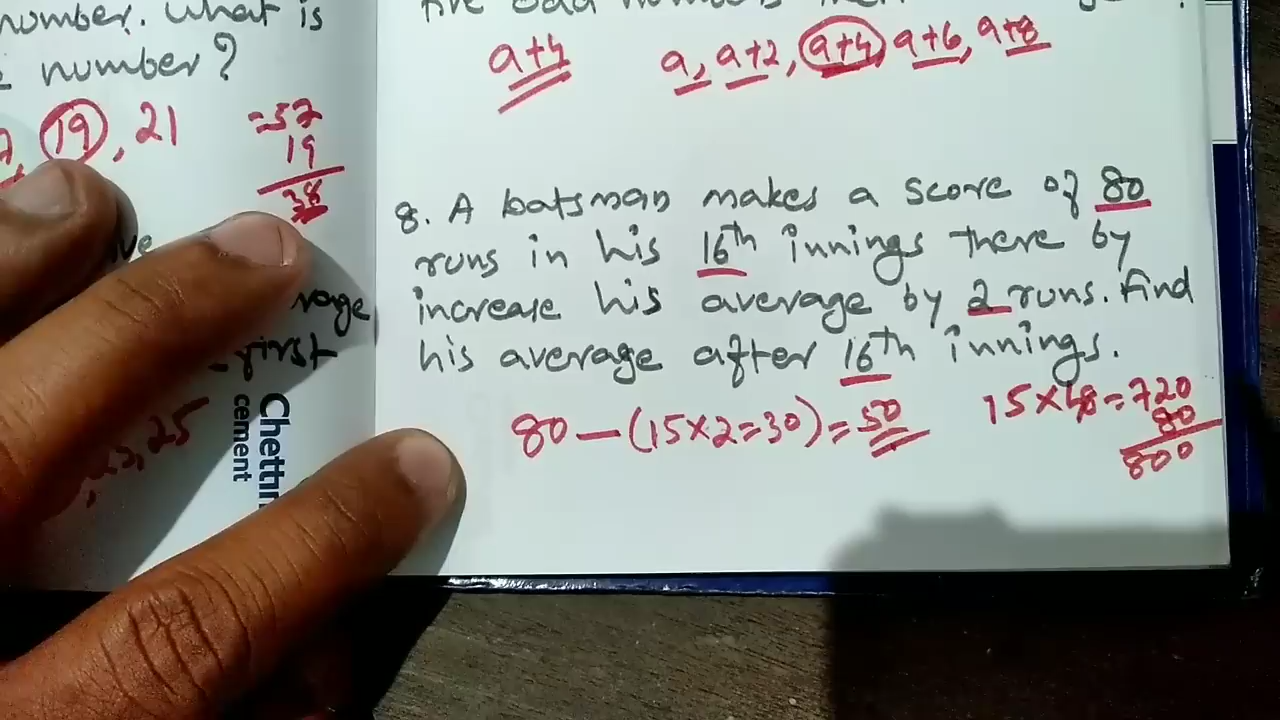 number. What is
number?
19, 21
=57
19
38
rage
first
25
Chettin
cement
a+4
a, a+2, a+4, a+6, a+8
8. A batsman makes a score of 80
runs in his 16th innings there by
increase his average by 2 runs. Find
his average after 16th innings.
80 - (15×2=30) = 50
15×48=720
80
800